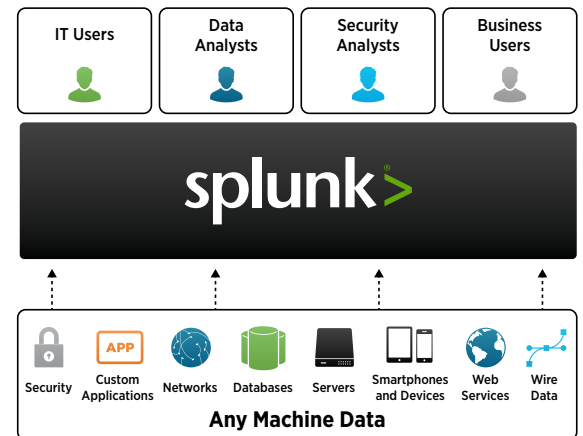 IT Users
Data
Analysts
Security
Analysts
Business
Users
splunk>®
APP
Security
Custom
Applications
Networks
Databases
Servers
Smartphones
and Devices
Web
Services
Wire
Data
Any Machine Data